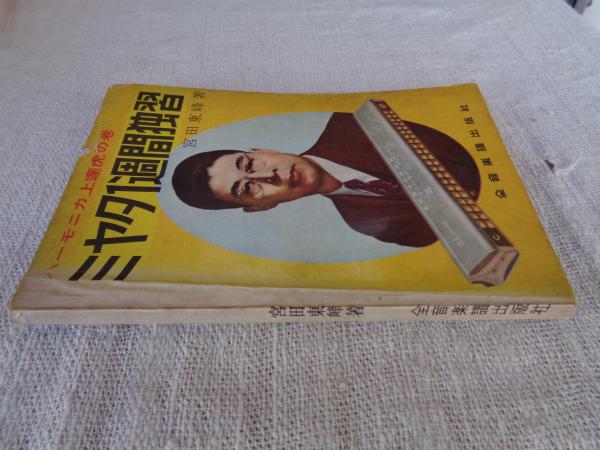 ハーモニカ上達虎の巻
ミヤタ1週間独習
宮田東峰著
全音楽譜出版社
宮田東峰著
全音楽譜出版社